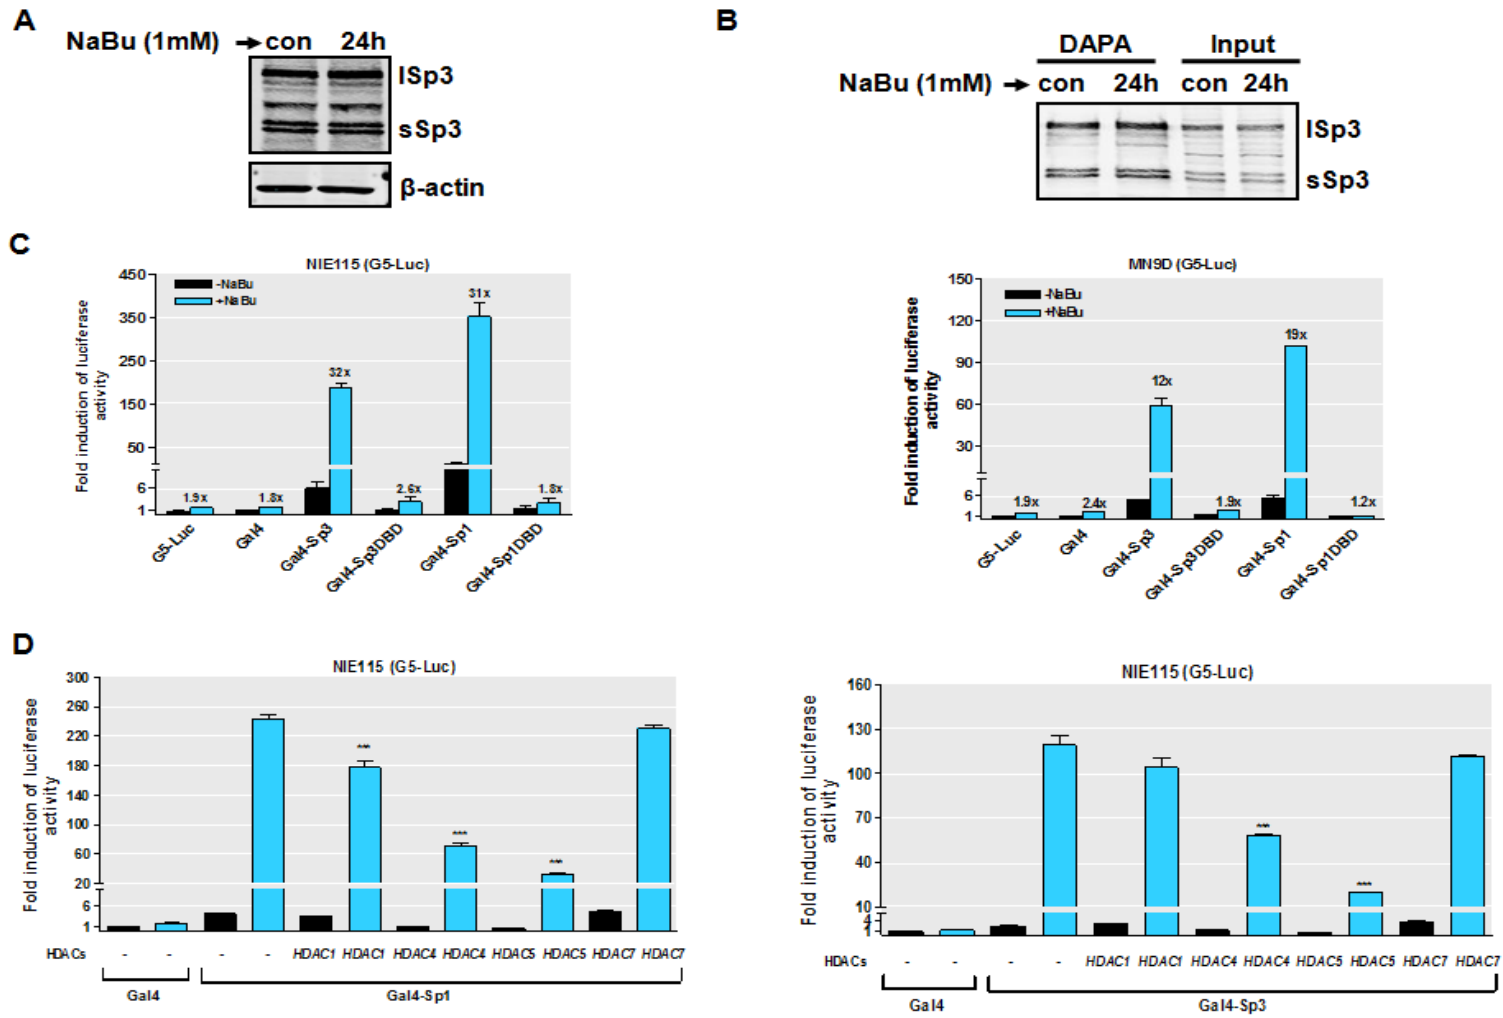 A
NaBu (1mM) → con 24h
lSp3
sSp3
β-actin
B
DAPA Input
NaBu (1mM) → con 24h con 24h
lSp3
sSp3
C
NIE115 (G5-Luc)
Fold induction of luciferase
activity
450
350
250
150
50
6
1
-NaBu
+NaBu
1.9x 1.8x 32x 2.6x 31x 1.8x
G5-Luc Gal4 Gal4-Sp3 Gal4-Sp3DBD Gal4-Sp1 Gal4-Sp1DBD
MN9D (G5-Luc)
Fold induction of luciferase
activity
150
120
90
60
30
6
1
-NaBu
+NaBu
1.9x 2.4x 12x 1.9x 19x 1.2x
G5-Luc Gal4 Gal4-Sp3 Gal4-Sp3DBD Gal4-Sp1 Gal4-Sp1DBD
D
NIE115 (G5-Luc)
Fold induction of luciferase
activity
300
260
220
180
140
100
60
20
6
1
*** *** ***
HDACs - - - - HDAC1 HDAC1 HDAC4 HDAC4 HDAC5 HDAC5 HDAC7 HDAC7
Gal4 Gal4-Sp1
NIE115 (G5-Luc)
Fold induction of luciferase
activity
160
130
100
70
40
10
4
2
1
*** ***
HDACs - - - - HDAC1 HDAC1 HDAC4 HDAC4 HDAC5 HDAC5 HDAC7 HDAC7
Gal4 Gal4-Sp3